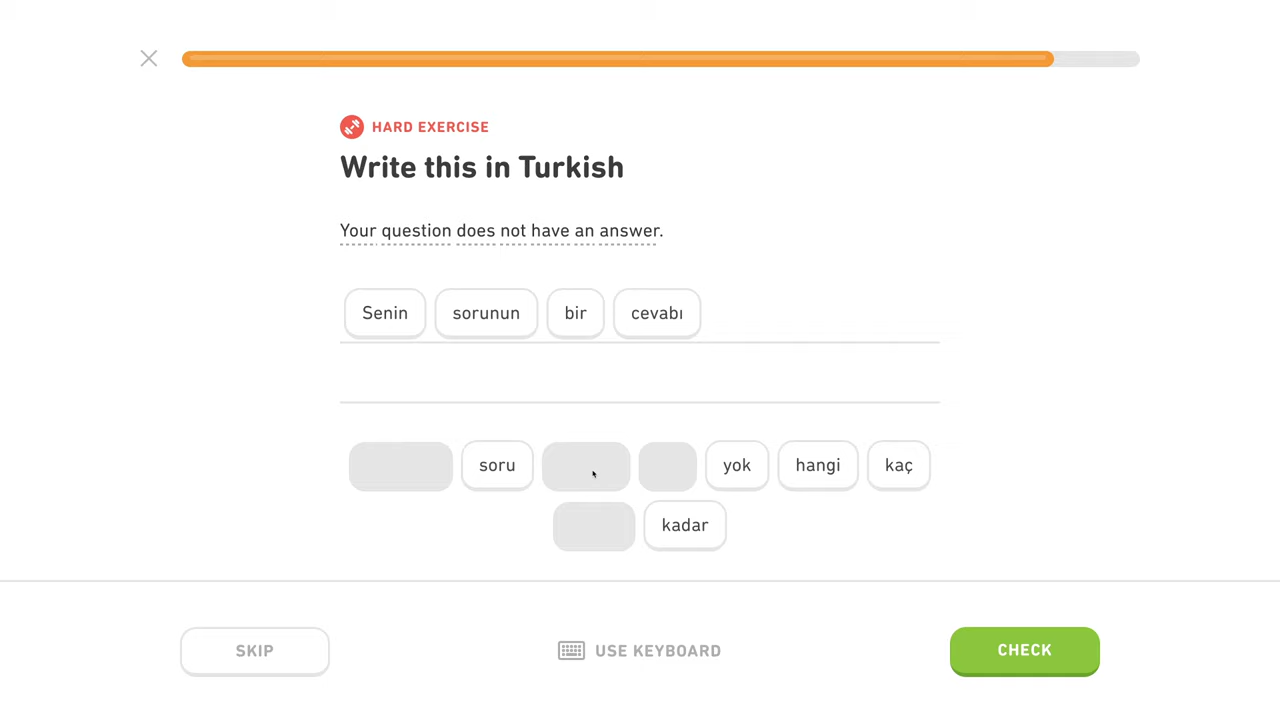 HARD EXERCISE
Write this in Turkish
Your question does not have an answer.
Senin sorunun bir cevabı
soru yok hangi kaç
kadar
SKIP USE KEYBOARD CHECK